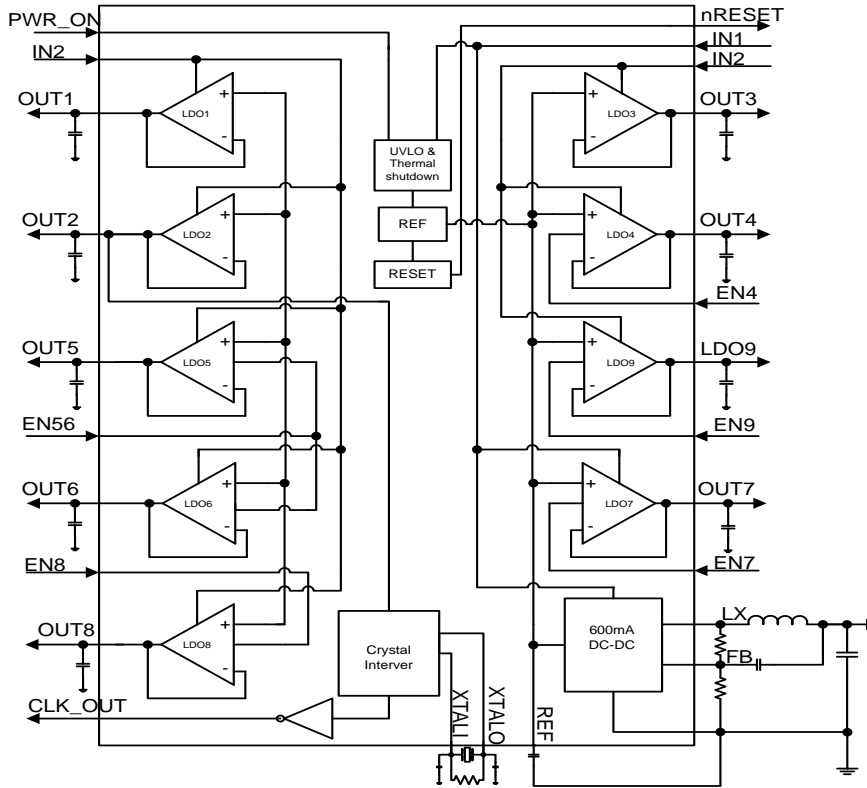 PWR_ON
nRESET
IN2
IN1
IN2
OUT1
+
LDO1
-
UVLO &
Thermal
shutdown
+
LDO3
-
OUT3
OUT2
+
LDO2
-
REF
+
LDO4
-
OUT4
RESET
EN4
OUT5
+
LDO5
-
+
LDO9
-
LDO9
EN56
EN9
OUT6
+
LDO6
-
+
LDO7
-
OUT7
EN8
EN7
OUT8
+
LDO8
-
Crystal
Interver
600mA
DC-DC
LX
FB
CLK_OUT
XTALI
XTALO
REF